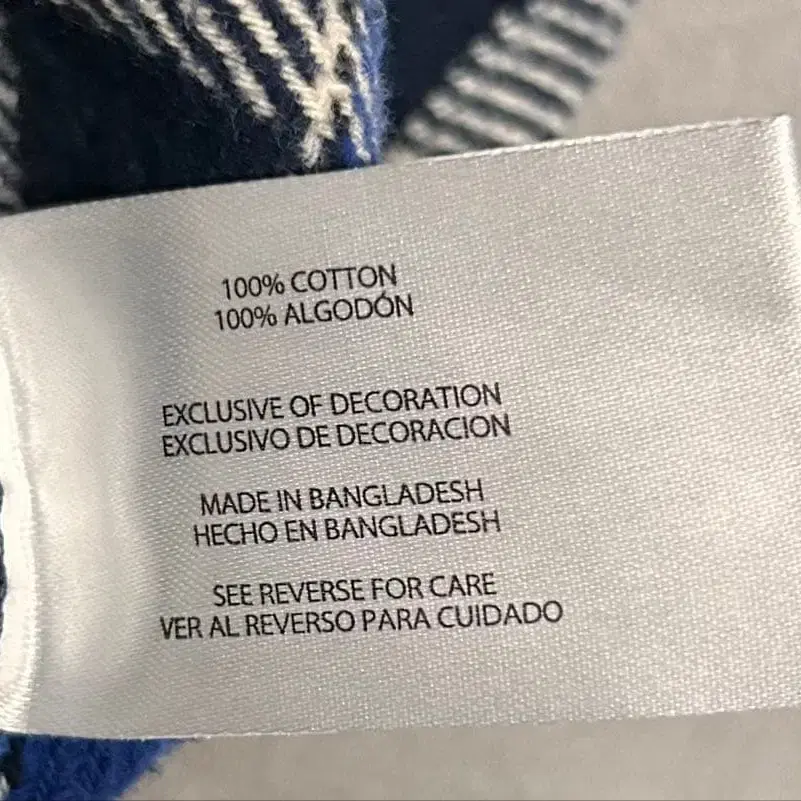 100% COTTON
100% ALGODÓN
EXCLUSIVE OF DECORATION
EXCLUSIVO DE DECORACION
MADE IN BANGLADESH
HECHO EN BANGLADESH
SEE REVERSE FOR CARE
VER AL REVERSO PARA CUIDADO